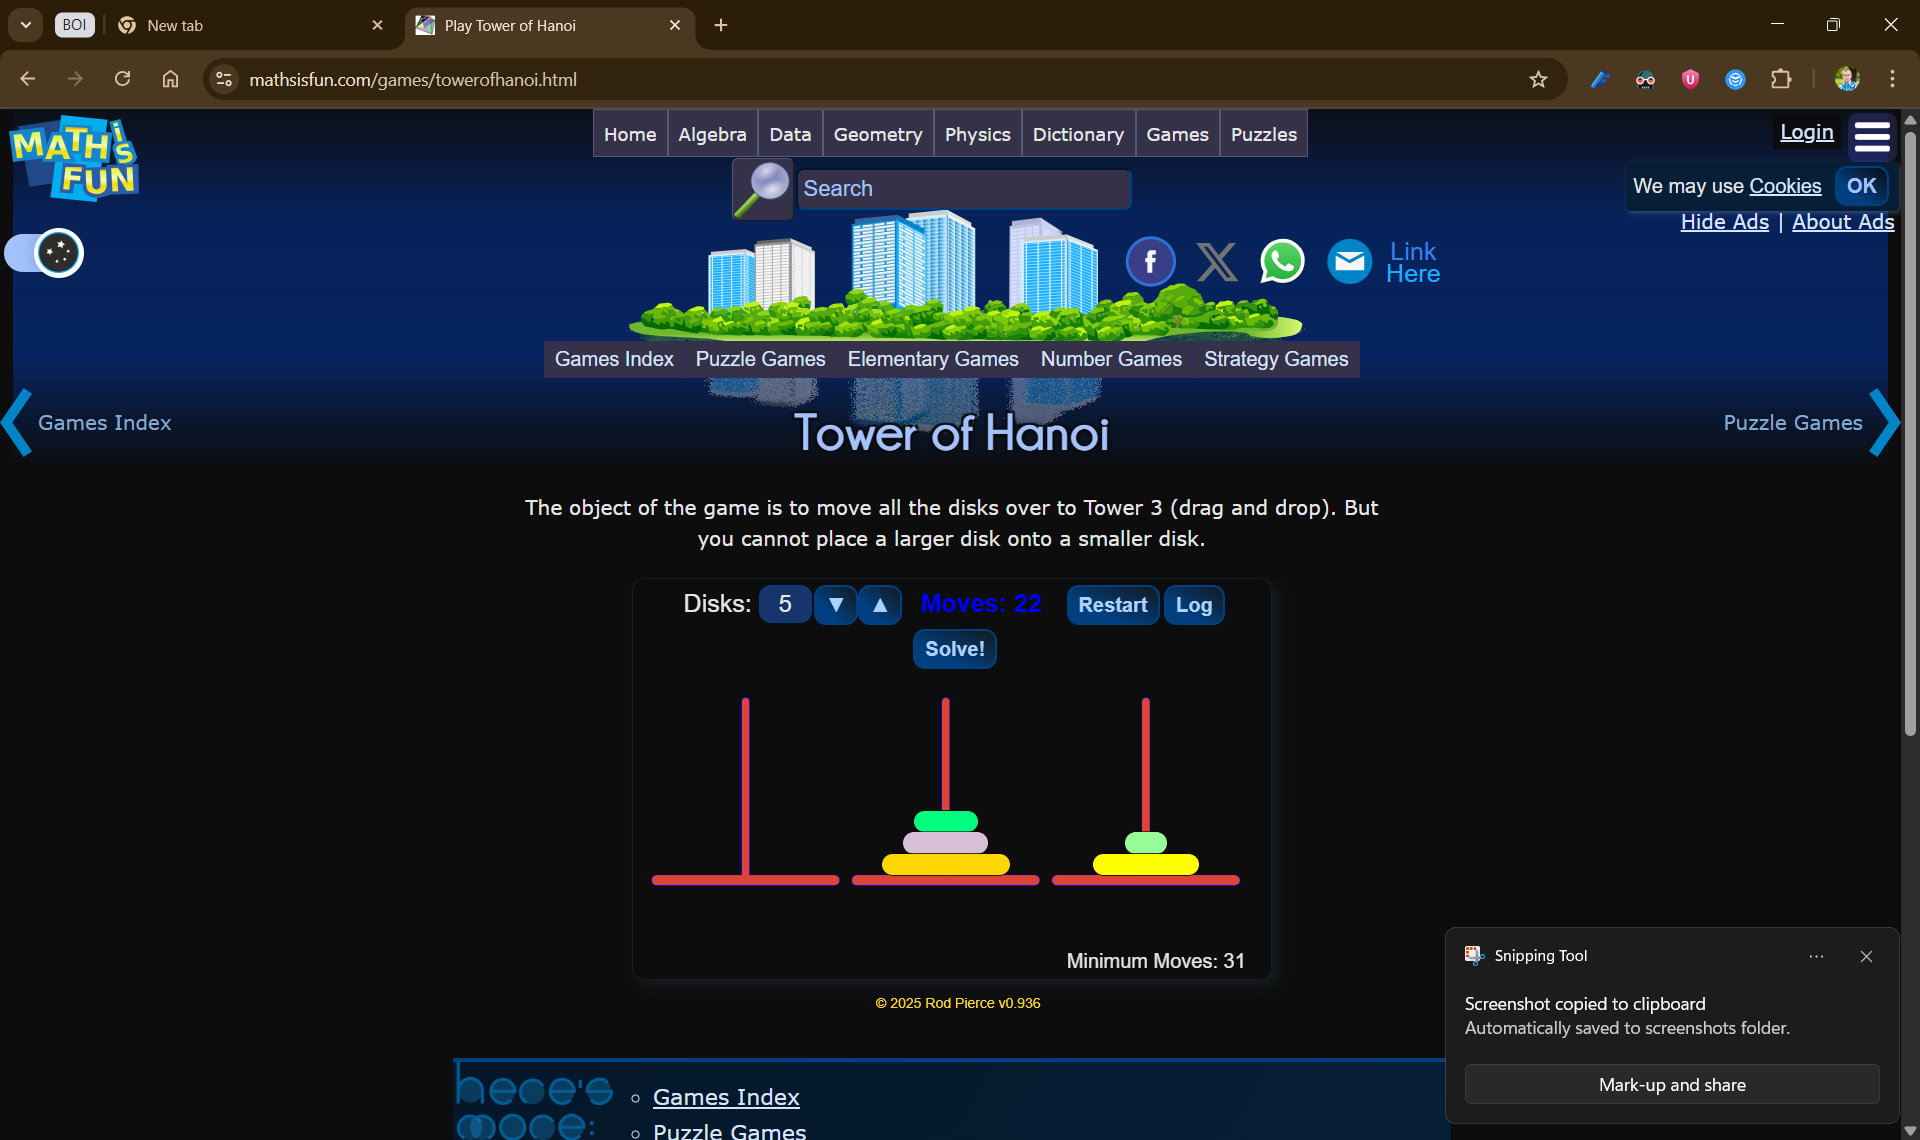 BOI
New tab
Play Tower of Hanoi
mathsisfun.com/games/towerofhanoi.html
MATH iS FUN
Home Algebra Data Geometry Physics Dictionary Games Puzzles
Login
Search
We may use Cookies OK
Hide Ads | About Ads
Link
Here
Games Index Puzzle Games Elementary Games Number Games Strategy Games
Games Index
Puzzle Games
Tower of Hanoi
The object of the game is to move all the disks over to Tower 3 (drag and drop). But
you cannot place a larger disk onto a smaller disk.
Disks: 5 ▼ ▲ Moves: 22 Restart Log
Solve!
Minimum Moves: 31
© 2025 Rod Pierce v0.936
Snipping Tool
Screenshot copied to clipboard
Automatically saved to screenshots folder.
Mark-up and share
here's
more:
Games Index
Puzzle Games